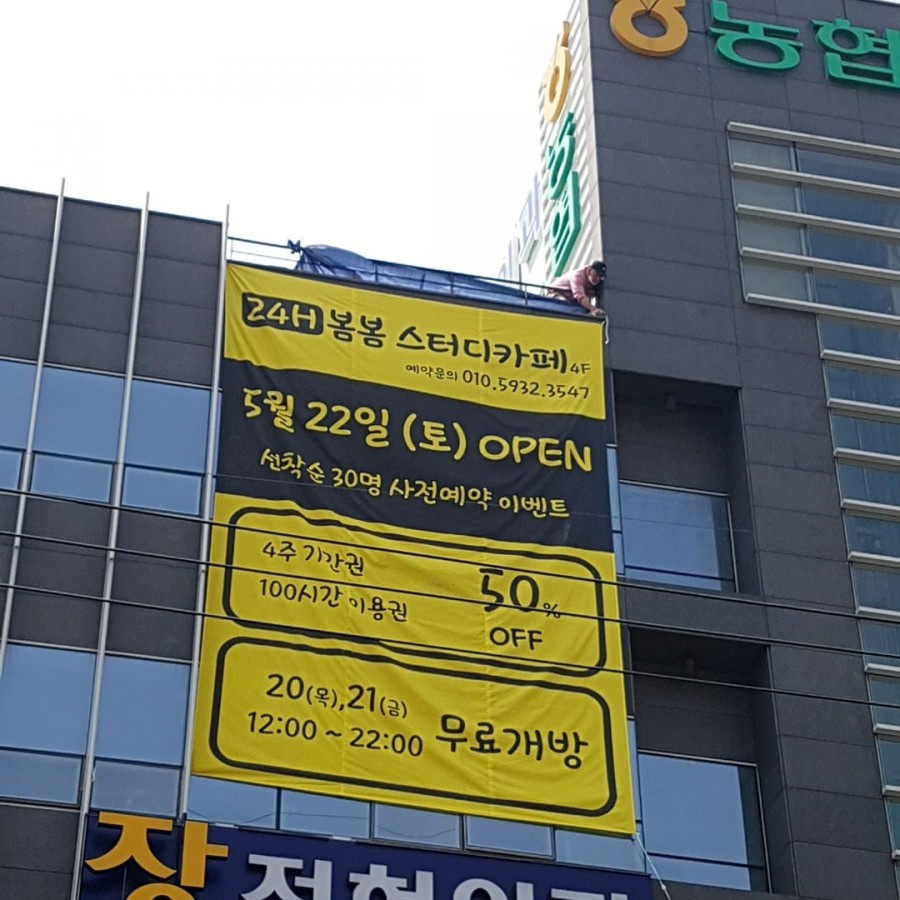 농협
24H 봄봄 스터디카페 4F
예약문의 010.5932.3547
5월 22일 (토) OPEN
선착순 30명 사전예약 이벤트
4주 기간권
100시간 이용권
50% OFF
20(목),21(금)
12:00 ~ 22:00
무료개방
장